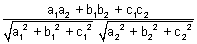 a₁a₂ + b₁b₂ + c₁c₂
√a₁² + b₁² + c₁² √a₂² + b₂² + c₂²